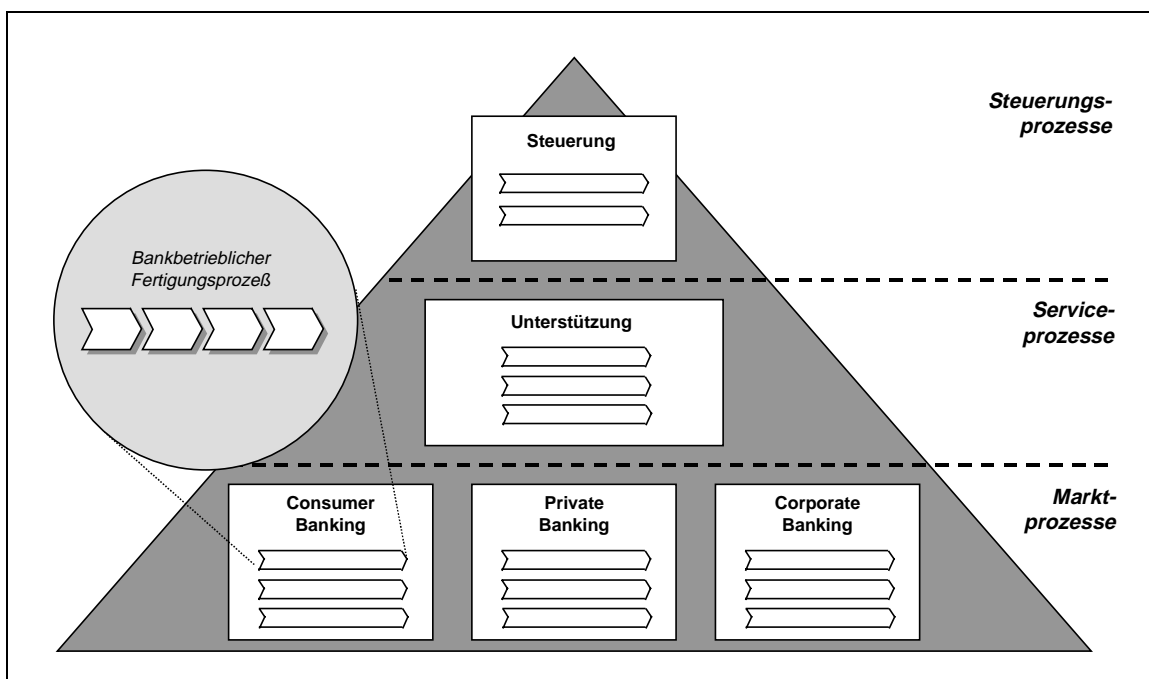 Steuerungs-
prozesse
Steuerung
Bankbetrieblicher
Fertigungsprozeß
Unterstützung
Service-
prozesse
Consumer
Banking
Private
Banking
Corporate
Banking
Markt-
prozesse